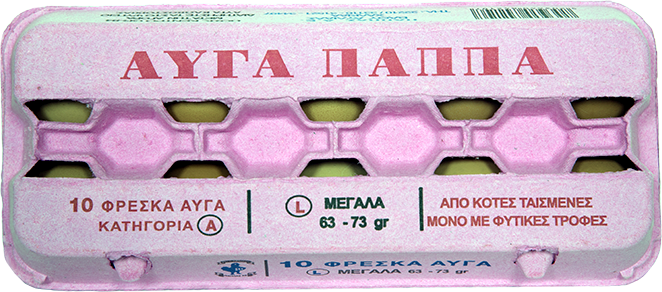 ΑΥΓΑ ΠΑΠΠΑ
10 ΦΡΕΣΚΑ ΑΥΓΑ
ΚΑΤΗΓΟΡΙΑ A
L ΜΕΓΑΛΑ
63 - 73 gr
ΑΠΟ ΚΟΤΕΣ ΤΑΙΣΜΕΝΕΣ
ΜΟΝΟ ΜΕ ΦΥΤΙΚΕΣ ΤΡΟΦΕΣ
10 ΦΡΕΣΚΑ ΑΥΓΑ
L ΜΕΓΑΛΑ 63 - 73 gr